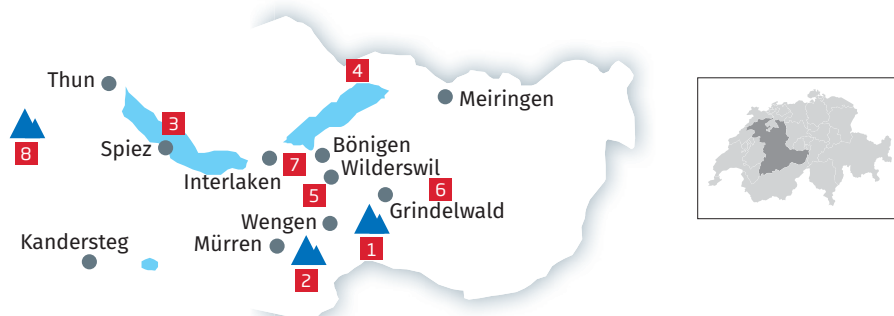 4
Thun
Meiringen
3
8
Spiez
Bönigen
7
Wilderswil
Interlaken
5
6
Grindelwald
Wengen
Kandersteg
Mürren
1
2